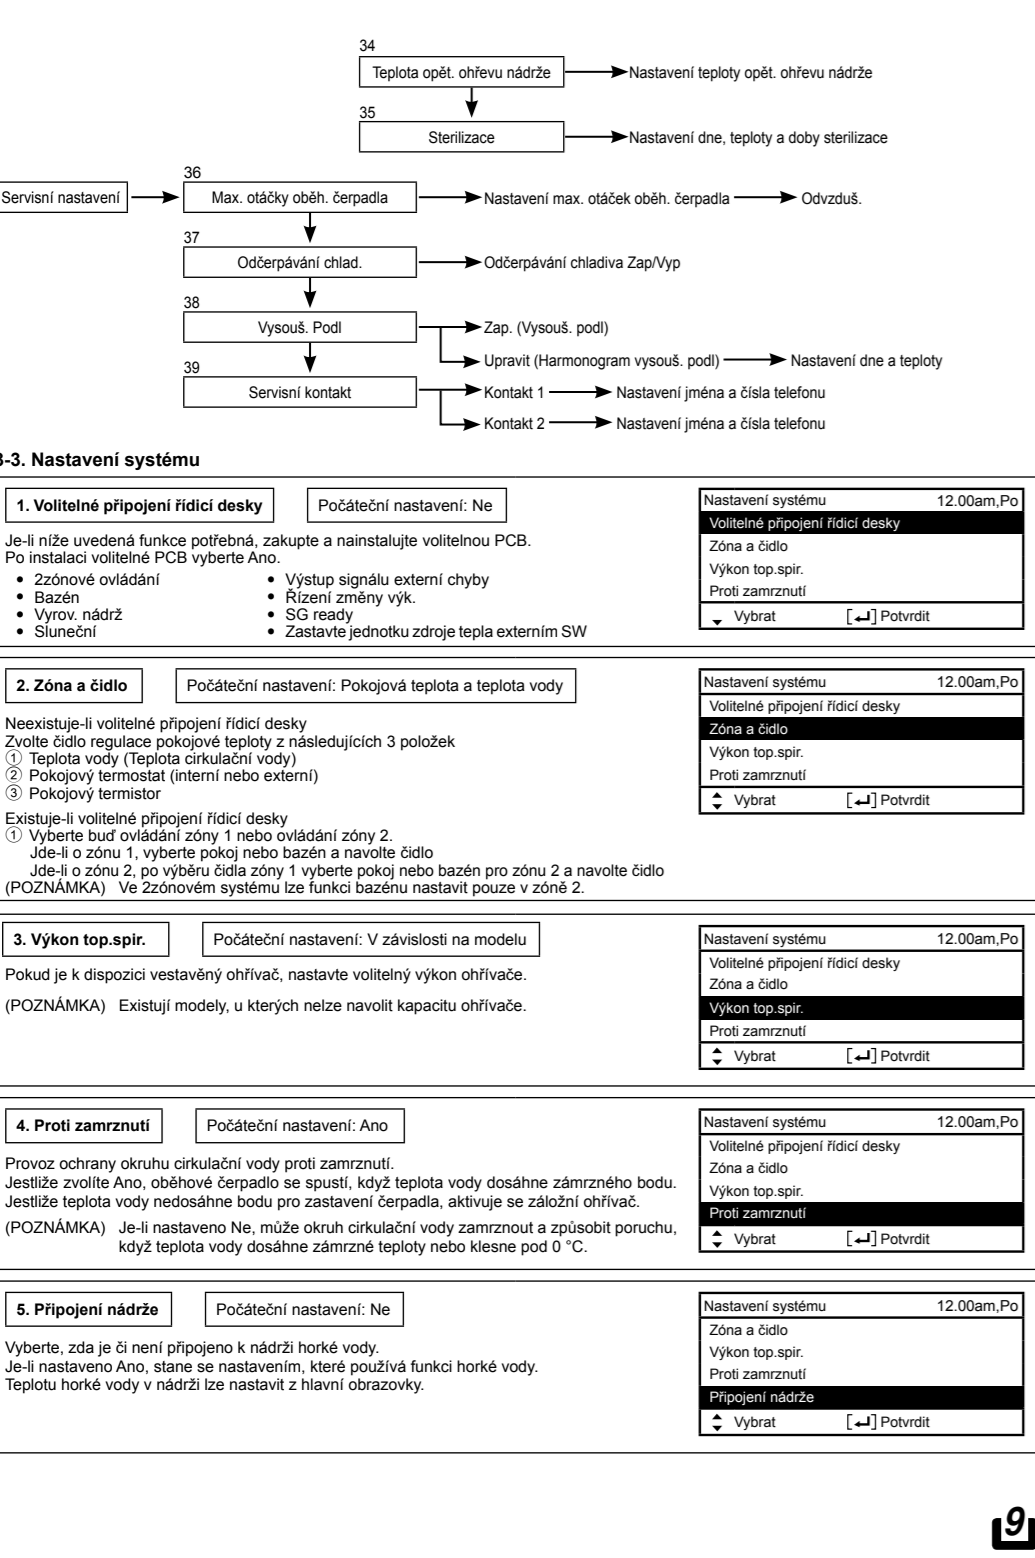 34
Teplota opět. ohřevu nádrže Nastavení teploty opět. ohřevu nádrže
35
Sterilizace Nastavení dne, teploty a doby sterilizace
36
Servisní nastavení Max. otáčky oběh. čerpadla Nastavení max. otáček oběh. čerpadla Odvzduš.
37
Odčerpávání chlad. Odčerpávání chladiva Zap/Vyp
38
Vysouš. Podl Zap. (Vysouš. podl)
Upravit (Harmonogram vysouš. podl) Nastavení dne a teploty
39
Servisní kontakt Kontakt 1 Nastavení jména a čísla telefonu
Kontakt 2 Nastavení jména a čísla telefonu
3-3. Nastavení systému
1. Volitelné připojení řídicí desky Počáteční nastavení: Ne
Je-li níže uvedená funkce potřebná, zakupte a nainstalujte volitelnou PCB.
Po instalaci volitelné PCB vyberte Ano.
• 2zónové ovládání • Výstup signálu externí chyby
• Bazén • Řízení změny výk.
• Vyrov. nádrž • SG ready
• Sluneční • Zastavte jednotku zdroje tepla externím SW
Nastavení systému 12.00am,Po
Volitelné připojení řídicí desky
Zóna a čidlo
Výkon top.spir.
Proti zamrznutí
Vybrat [↵] Potvrdit
2. Zóna a čidlo Počáteční nastavení: Pokojová teplota a teplota vody
Neexistuje-li volitelné připojení řídicí desky
Zvolte čidlo regulace pokojové teploty z následujících 3 položek
① Teplota vody (Teplota cirkulační vody)
② Pokojový termostat (interní nebo externí)
③ Pokojový termistor
Existuje-li volitelné připojení řídicí desky
① Vyberte buď ovládání zóny 1 nebo ovládání zóny 2.
Jde-li o zónu 1, vyberte pokoj nebo bazén a navolte čidlo
Jde-li o zónu 2, po výběru čidla zóny 1 vyberte pokoj nebo bazén pro zónu 2 a navolte čidlo
(POZNÁMKA) Ve 2zónovém systému lze funkci bazénu nastavit pouze v zóně 2.
Nastavení systému 12.00am,Po
Volitelné připojení řídicí desky
Zóna a čidlo
Výkon top.spir.
Proti zamrznutí
Vybrat [↵] Potvrdit
3. Výkon top.spir. Počáteční nastavení: V závislosti na modelu
Pokud je k dispozici vestavěný ohřívač, nastavte volitelný výkon ohřívače.
(POZNÁMKA) Existují modely, u kterých nelze navolit kapacitu ohřívače.
Nastavení systému 12.00am,Po
Volitelné připojení řídicí desky
Zóna a čidlo
Výkon top.spir.
Proti zamrznutí
Vybrat [↵] Potvrdit
4. Proti zamrznutí Počáteční nastavení: Ano
Provoz ochrany okruhu cirkulační vody proti zamrznutí.
Jestliže zvolíte Ano, oběhové čerpadlo se spustí, když teplota vody dosáhne zámrzného bodu.
Jestliže teplota vody nedosáhne bodu pro zastavení čerpadla, aktivuje se záložní ohřívač.
(POZNÁMKA) Je-li nastaveno Ne, může okruh cirkulační vody zamrznout a způsobit poruchu,
když teplota vody dosáhne zámrzné teploty nebo klesne pod 0 °C.
Nastavení systému 12.00am,Po
Volitelné připojení řídicí desky
Zóna a čidlo
Výkon top.spir.
Proti zamrznutí
Vybrat [↵] Potvrdit
5. Připojení nádrže Počáteční nastavení: Ne
Vyberte, zda je či není připojeno k nádrži horké vody.
Je-li nastaveno Ano, stane se nastavením, které používá funkci horké vody.
Teplotu horké vody v nádrži lze nastavit z hlavní obrazovky.
Nastavení systému 12.00am,Po
Zóna a čidlo
Výkon top.spir.
Proti zamrznutí
Připojení nádrže
Vybrat [↵] Potvrdit
9